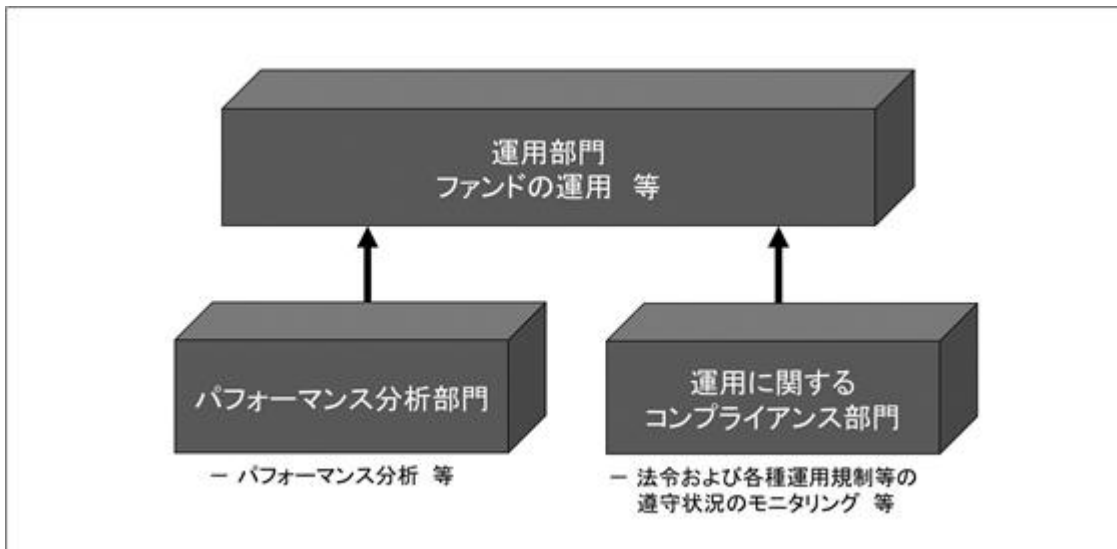 運用部門
ファンドの運用 等
パフォーマンス分析部門
－ パフォーマンス分析 等
運用に関する
コンプライアンス部門
－ 法令および各種運用規制等の
遵守状況のモニタリング 等